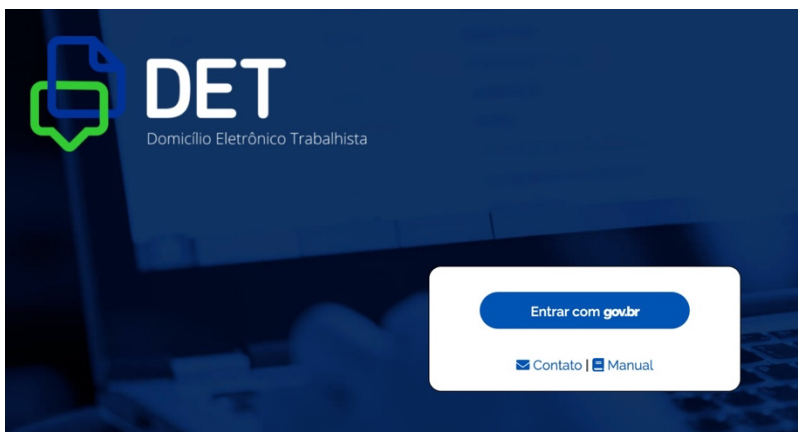 DET
Domicílio Eletrônico Trabalhista
Entrar com gov.br
Contato | Manual